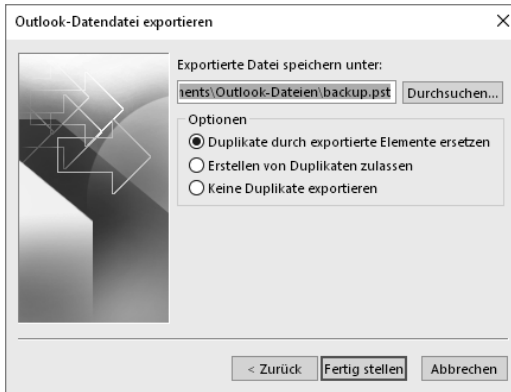 Outlook-Datendatei exportieren
Exportierte Datei speichern unter:
nents\Outlook-Dateien\backup.pst
Durchsuchen...
Optionen
Duplikate durch exportierte Elemente ersetzen
Erstellen von Duplikaten zulassen
Keine Duplikate exportieren
< Zurück
Fertig stellen
Abbrechen